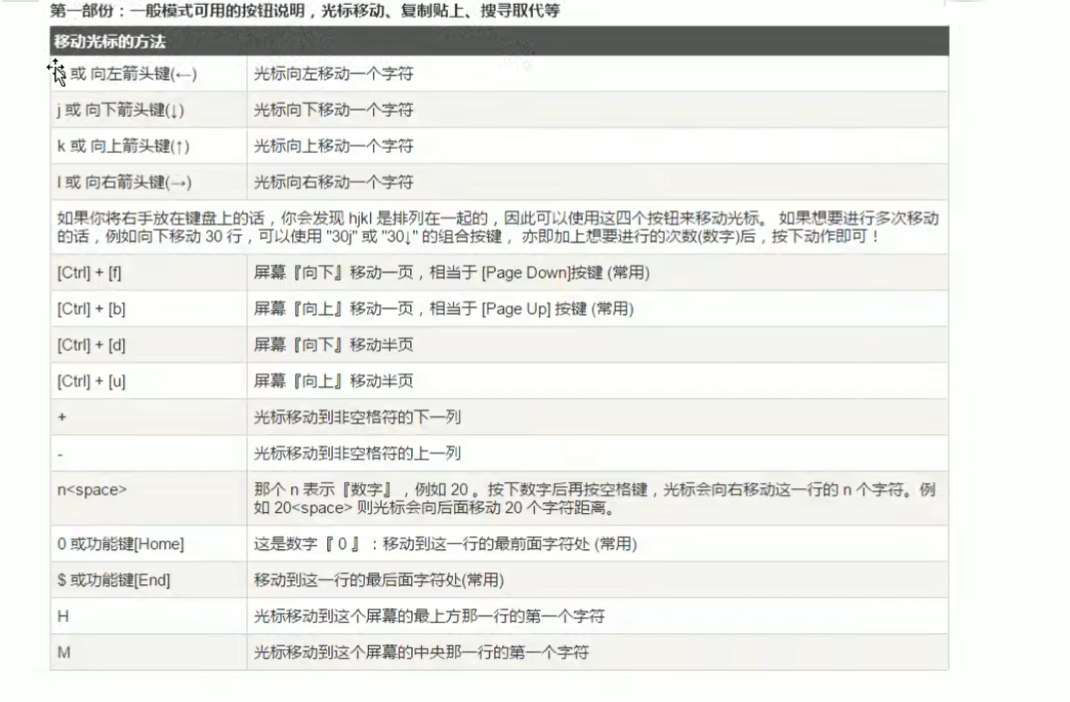 第一部份：一般模式可用的按钮说明，光标移动、复制贴上、搜寻取代等
移动光标的方法
或 向左箭头键(←) 光标向左移动一个字符
j 或 向下箭头键(↓) 光标向下移动一个字符
k 或 向上箭头键(↑) 光标向上移动一个字符
l 或 向右箭头键(→) 光标向右移动一个字符
如果你将右手放在键盘上的话，你会发现 hjkl 是排列在一起的，因此可以使用这四个按钮来移动光标。 如果想要进行多次移动
的话，例如向下移动 30 行，可以使用 "30j" 或 "30↓" 的组合按键， 亦即加上想要进行的次数(数字)后，按下动作即可！
[Ctrl] + [f] 屏幕『向下』移动一页，相当于 [Page Down]按键 (常用)
[Ctrl] + [b] 屏幕『向上』移动一页，相当于 [Page Up] 按键 (常用)
[Ctrl] + [d] 屏幕『向下』移动半页
[Ctrl] + [u] 屏幕『向上』移动半页
+ 光标移动到非空格符的下一列
- 光标移动到非空格符的上一列
n<space> 那个 n 表示『数字』，例如 20 。按下数字后再按空格键，光标会向右移动这一行的 n 个字符。例
如 20<space> 则光标会向后面移动 20 个字符距离。
0 或功能键[Home] 这是数字『 0 』：移动到这一行的最前面字符处 (常用)
$ 或功能键[End] 移动到这一行的最后面字符处(常用)
H 光标移动到这个屏幕的最上方那一行的第一个字符
M 光标移动到这个屏幕的中央那一行的第一个字符